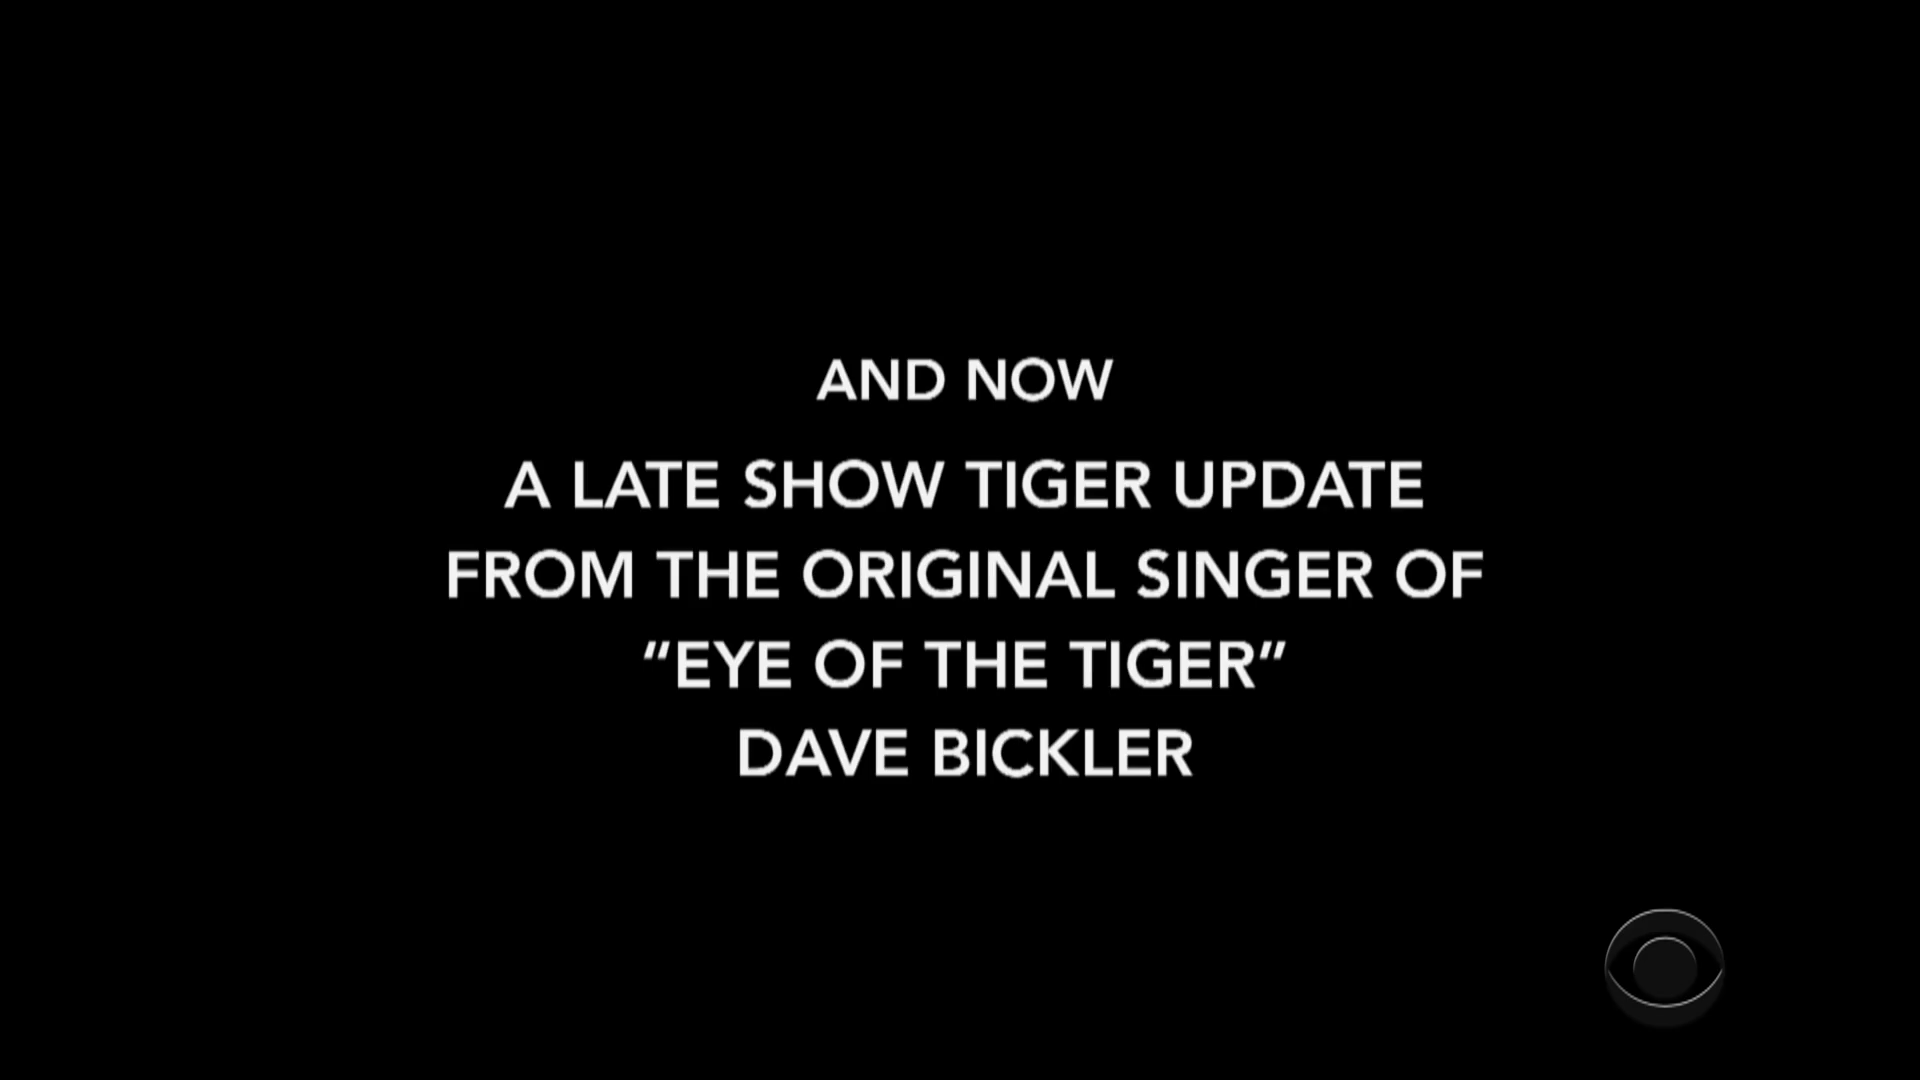 AND NOW
A LATE SHOW TIGER UPDATE
FROM THE ORIGINAL SINGER OF
“EYE OF THE TIGER”
DAVE BICKLER